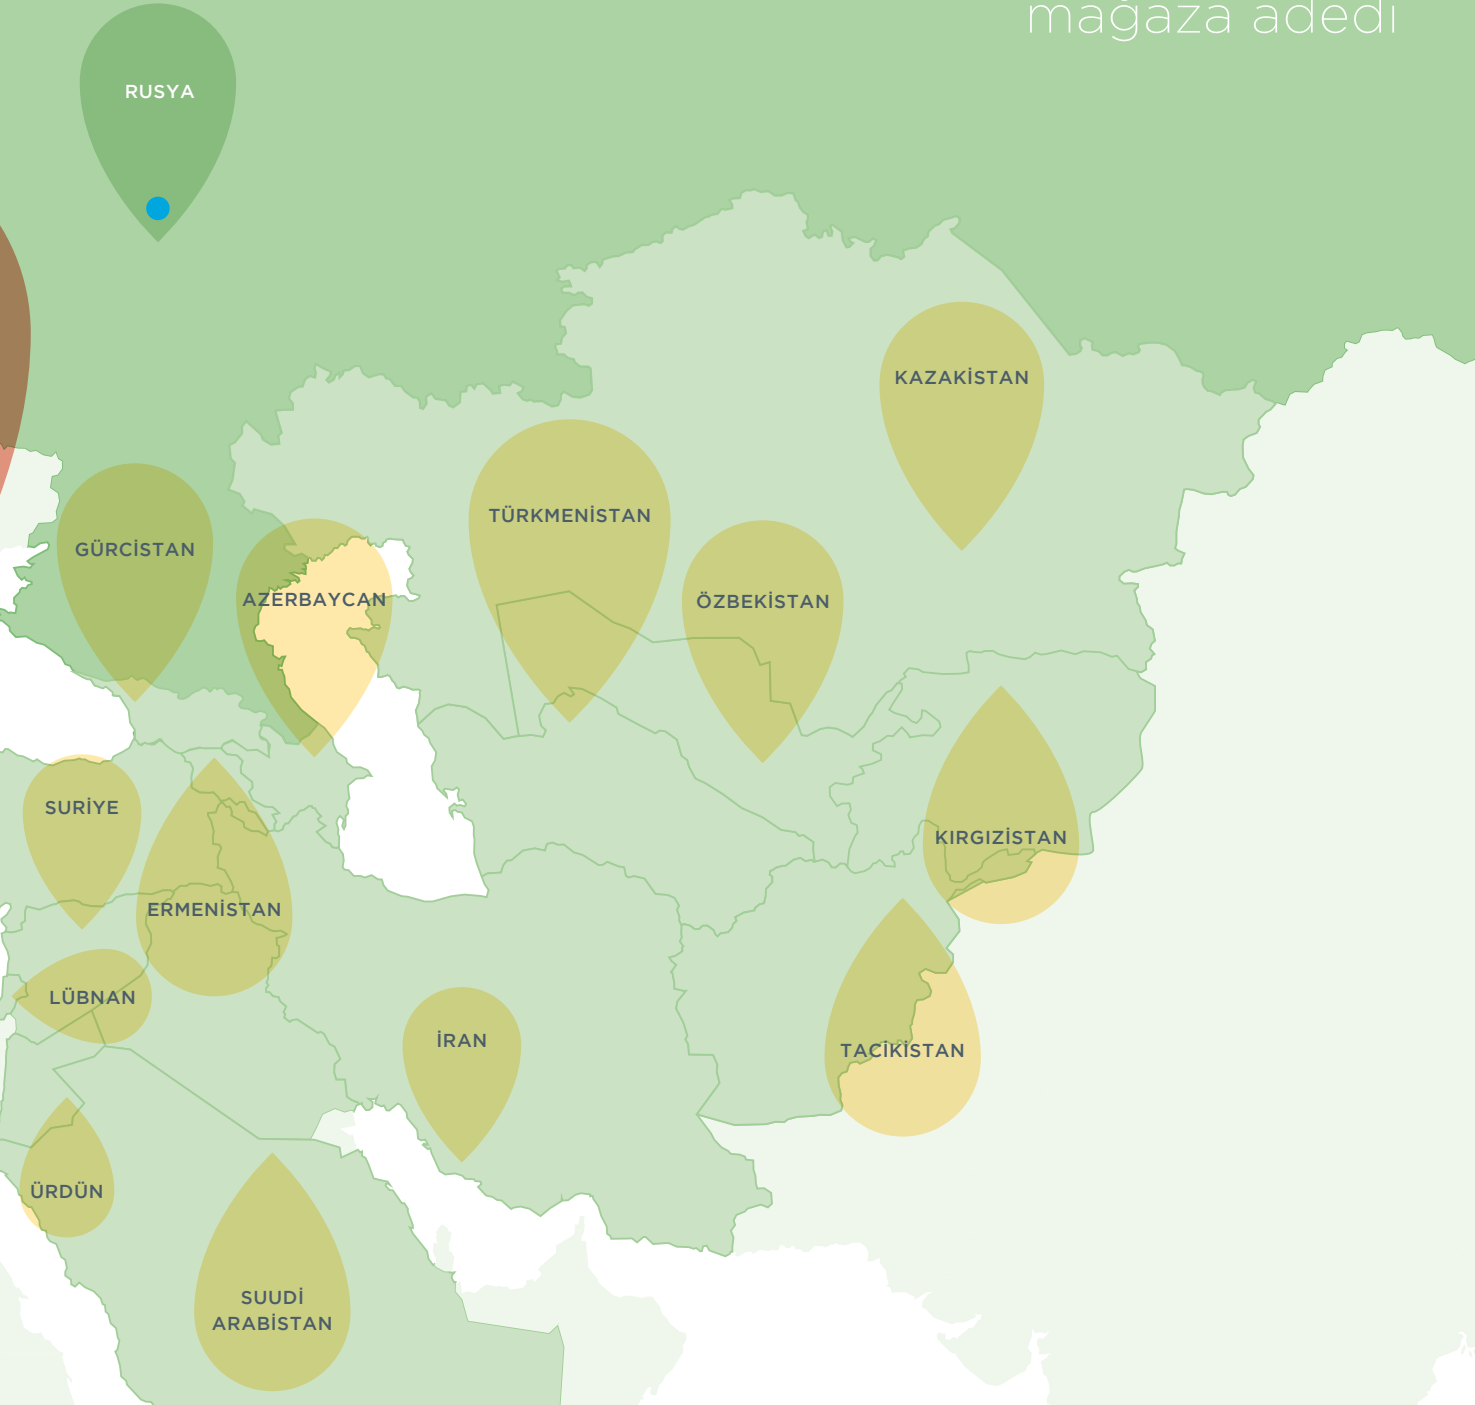 mağaza adedi
RUSYA
KAZAKİSTAN
TÜRKMENİSTAN
GÜRCİSTAN
AZERBAYCAN
ÖZBEKİSTAN
SURİYE
KIRGIZİSTAN
ERMENİSTAN
LÜBNAN
İRAN
TACİKİSTAN
ÜRDÜN
SUUDİ
ARABİSTAN